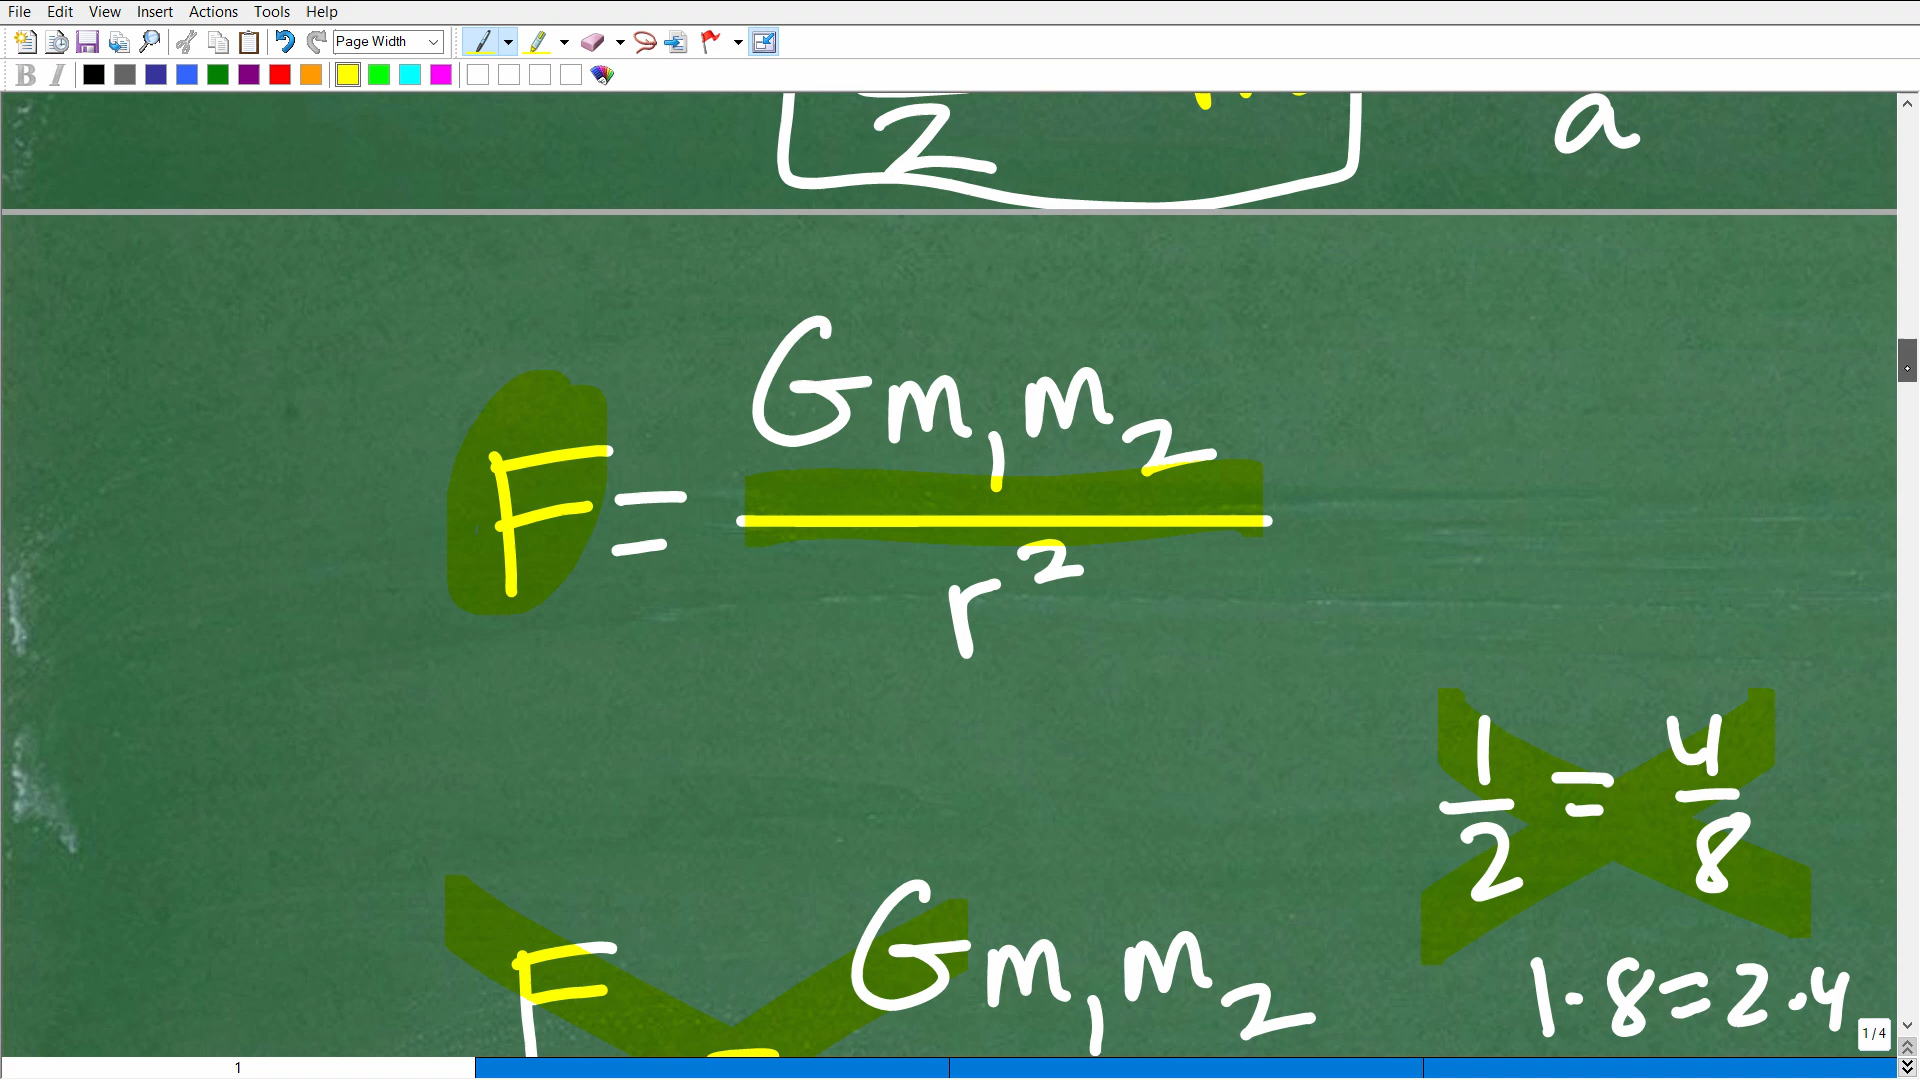 File Edit View Insert Actions Tools Help
Page Width
B I
2 a
F = Gm₁m₂
r²
1/2 = 4/8
F Gm₁m₂
1·8=2·4
1/4
1